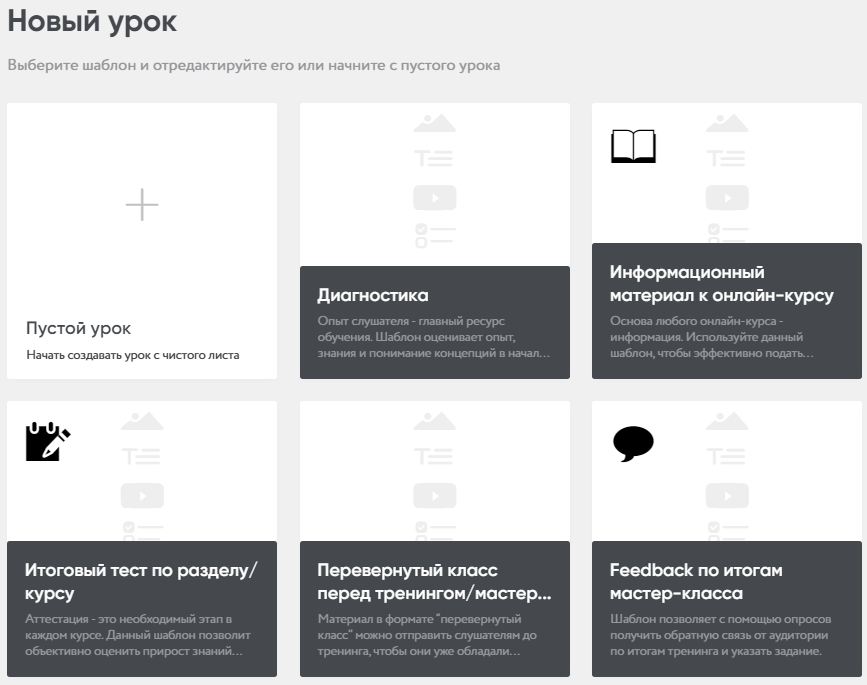 Новый урок
Выберите шаблон и отредактируйте его или начните с пустого урока
Пустой урок
Начать создавать урок с чистого листа
Диагностика
Опыт слушателя - главный ресурс
обучения. Шаблон оценивает опыт,
знания и понимание концепций в начал...
Информационный
материал к онлайн-курсу
Основа любого онлайн-курса -
информация. Используйте данный
шаблон, чтобы эффективно подать...
Итоговый тест по разделу/
курсу
Аттестация - это необходимый этап в
каждом курсе. Данный шаблон позволит
объективно оценить прирост знаний...
Перевернутый класс
перед тренингом/мастер...
Материал в формате "перевернутый
класс" можно отправить слушателям до
тренинга, чтобы они уже обладали...
Feedback по итогам
мастер-класса
Шаблон позволяет с помощью опросов
получить обратную связь от аудитории
по итогам тренинга и указать задание.